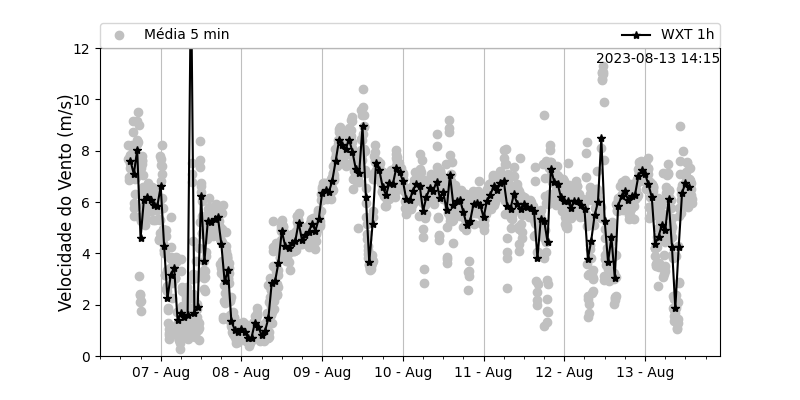 Média 5 min
WXT 1h
2023-08-13 14:15
Velocidade do Vento (m/s)
12
10
8
6
4
2
0
07 - Aug
08 - Aug
09 - Aug
10 - Aug
11 - Aug
12 - Aug
13 - Aug